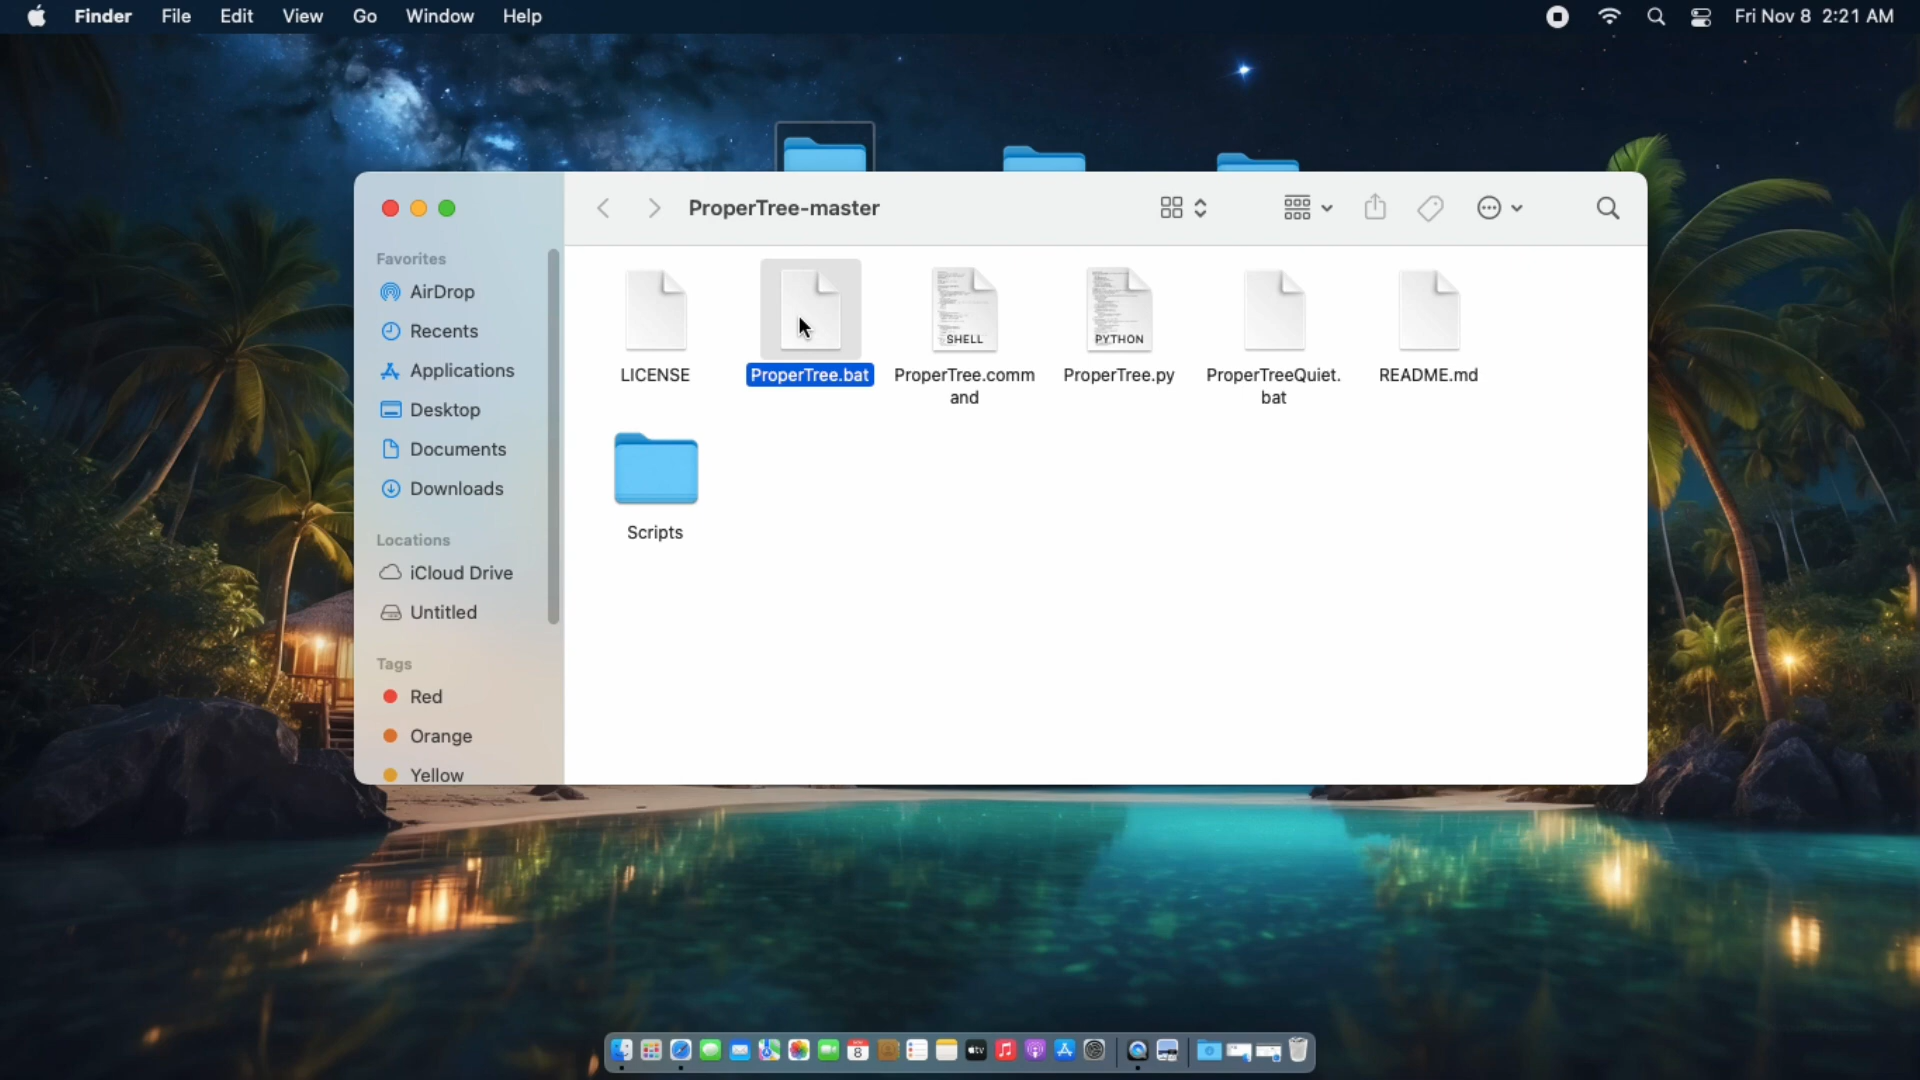 Finder File Edit View Go Window Help Fri Nov 8 2:21 AM
ProperTree-master
Favorites
AirDrop
Recents
Applications
Desktop
Documents
Downloads
Locations
iCloud Drive
Untitled
Tags
Red
Orange
Yellow
SHELL PYTHON
LICENSE ProperTree.bat ProperTree.comm ProperTree.py ProperTreeQuiet. README.md
and bat
Scripts
8
tv